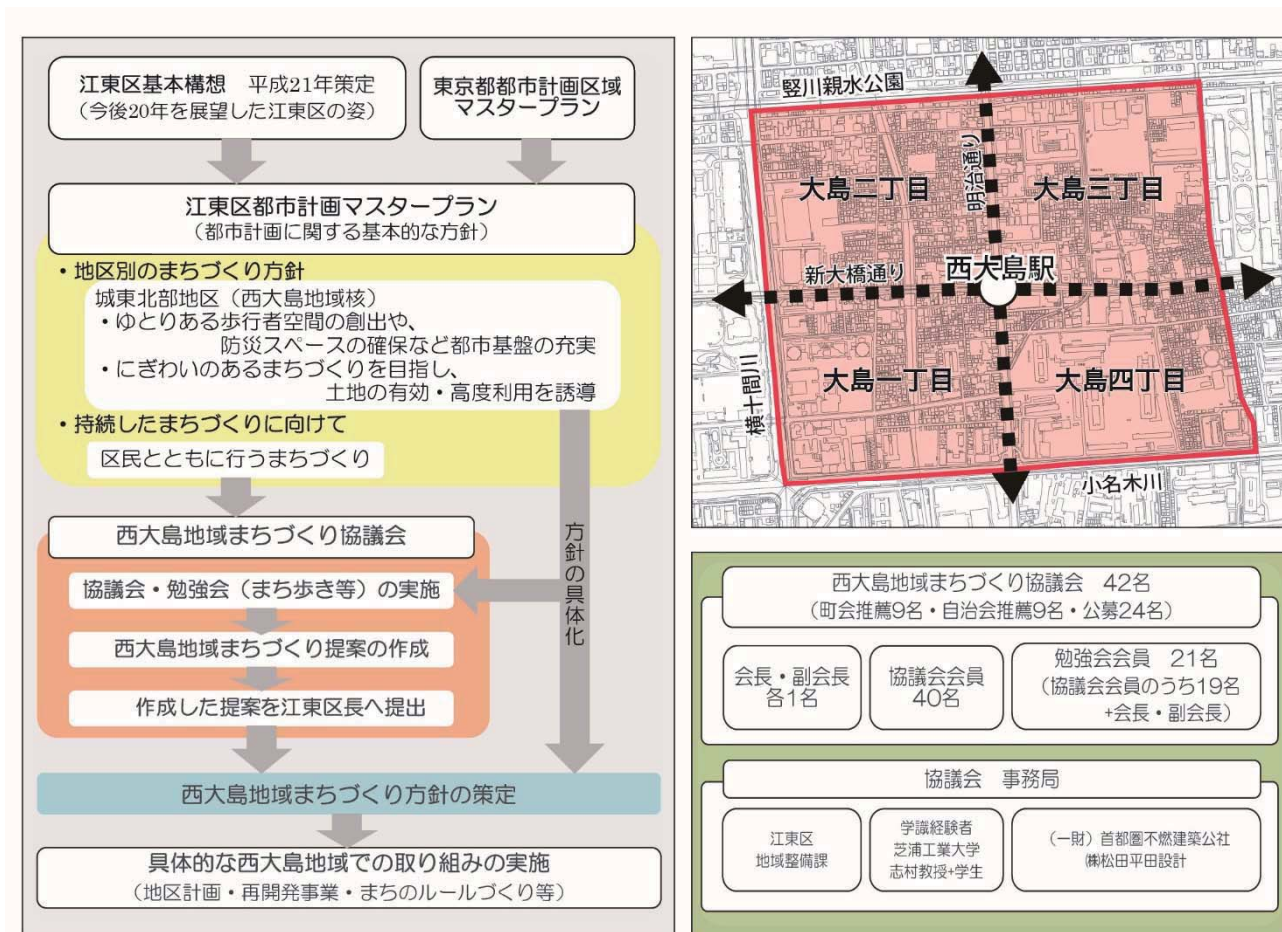 江東区基本構想　平成21年策定
（今後20年を展望した江東区の姿）
東京都都市計画区域
マスタープラン
江東区都市計画マスタープラン
（都市計画に関する基本的な方針）
・地区別のまちづくり方針
城東北部地区（西大島地域核）
・ゆとりある歩行者空間の創出や、
防災スペースの確保など都市基盤の充実
・にぎわいのあるまちづくりを目指し、
土地の有効・高度利用を誘導
・持続したまちづくりに向けて
区民とともに行うまちづくり
西大島地域まちづくり協議会
協議会・勉強会（まち歩き等）の実施
西大島地域まちづくり提案の作成
作成した提案を江東区長へ提出
方針の具体化
西大島地域まちづくり方針の策定
具体的な西大島地域での取り組みの実施
（地区計画・再開発事業・まちのルールづくり等）
竪川親水公園
明治通り
大島二丁目
大島三丁目
新大橋通り
西大島駅
横十間川
大島一丁目
大島四丁目
小名木川
西大島地域まちづくり協議会　42名
（町会推薦9名・自治会推薦9名・公募24名）
会長・副会長
各1名
協議会会員
40名
勉強会会員　21名
（協議会会員のうち19名
+会長・副会長）
協議会　事務局
江東区
地域整備課
学識経験者
芝浦工業大学
志村教授+学生
（一財）首都圏不燃建築公社
㈱松田平田設計